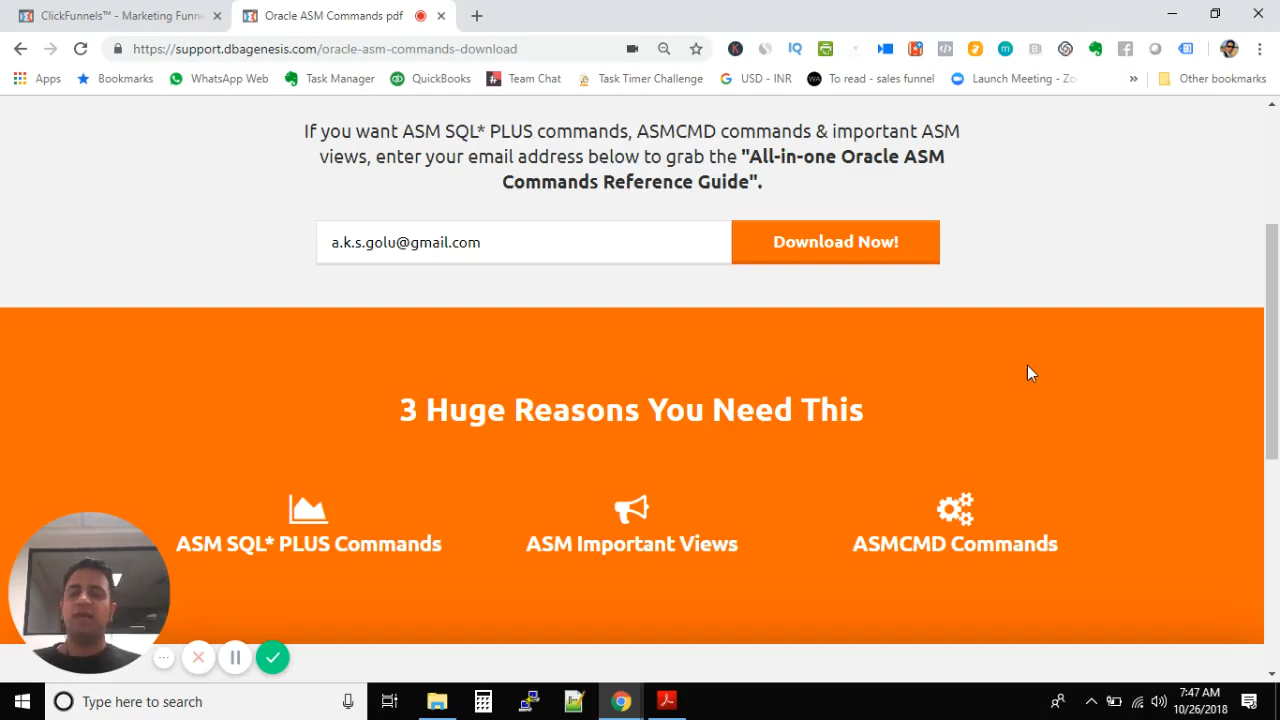 ClickFunnels™ - Marketing Funne
Oracle ASM Commands pdf
https://support.dbagenesis.com/oracle-asm-commands-download
Apps
Bookmarks
WhatsApp Web
Task Manager
QuickBooks
Team Chat
Task Timer Challenge
USD - INR
To read - sales funnel
Launch Meeting - Zo
Other bookmarks
If you want ASM SQL* PLUS commands, ASMCMD commands & important ASM
views, enter your email address below to grab the "All-in-one Oracle ASM
Commands Reference Guide".
a.k.s.golu@gmail.com
Download Now!
3 Huge Reasons You Need This
ASM SQL* PLUS Commands
ASM Important Views
ASMCMD Commands
Type here to search
7:47 AM
10/26/2018